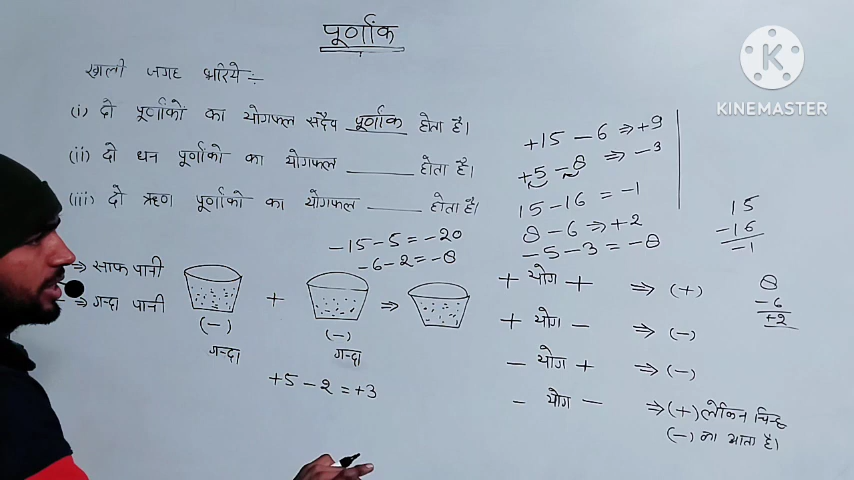 पूर्णांक
खाली जगह भरिये :-
(i) दो पूर्णांकों का योगफल सदैव पूर्णांक होता है।
(ii) दो धन पूर्णांको का योगफल ______ होता है।
(iii) दो ऋण पूर्णांको का योगफल _____ होता है।
-15-5=-20
-6-2=-8
⇒ साफ पानी
⇒ गन्दा पानी
+ ⇒
(-) (-)
गन्दा गन्दा
+5-2=+3
+15-6⇒+9
+5-8 ⇒ -3
15-16 = -1
8-6 ⇒+2
-5-3=-8
+ योग + ⇒ (+)
+ योग - ⇒ (-)
- योग + ⇒ (-)
- योग - ⇒(+) लेकिन चिन्ह
(-) का आता है।
15
-16
-1
8
-6
+2
KINEMASTER